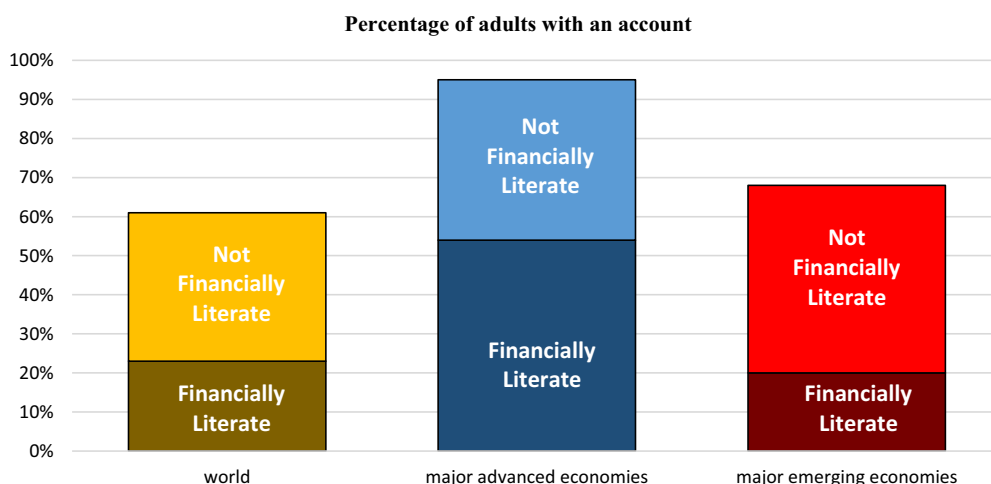 Percentage of adults with an account
100%
90%
80%
70%
60%
50%
40%
30%
20%
10%
0%
Not
Financially
Literate
Financially
Literate
Not
Financially
Literate
Financially
Literate
Not
Financially
Literate
Financially
Literate
world
major advanced economies
major emerging economies